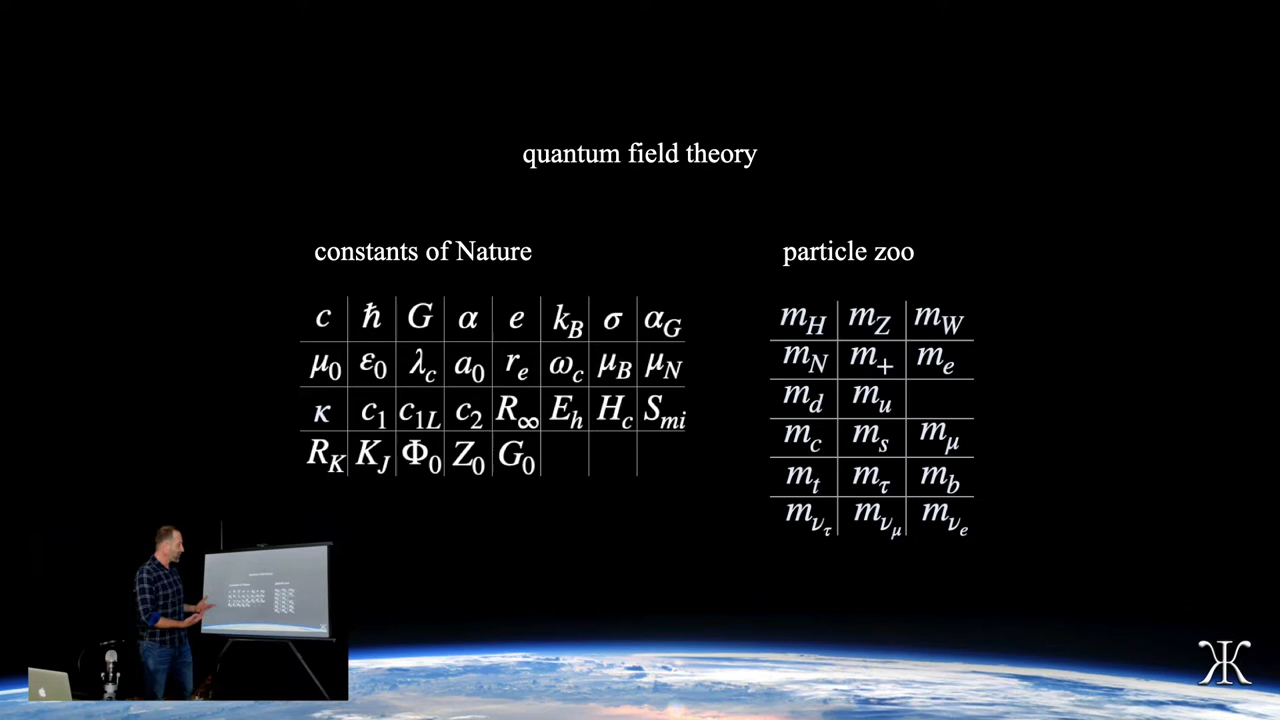 quantum field theory
constants of Nature
c ħ G α e k_B σ α_G
μ_0 ε_0 λ_c a_0 r_e ω_c μ_B μ_N
κ c_1 c_1L c_2 R_∞ E_h H_c S_mi
R_K K_J Φ_0 Z_0 G_0
particle zoo
m_H m_Z m_W
m_N m_+ m_e
m_d m_u
m_c m_s m_μ
m_t m_τ m_b
m_ν_τ m_ν_μ m_ν_e